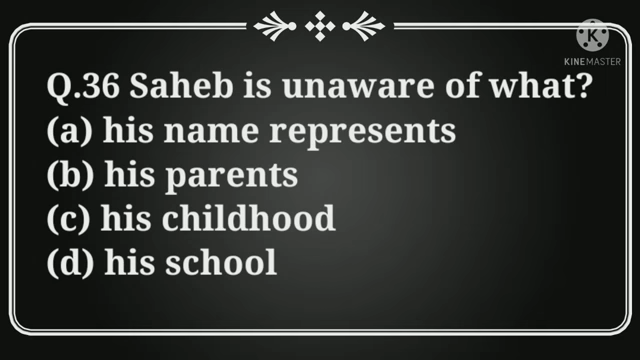 KINEMASTER
Q.36 Saheb is unaware of what?
(a) his name represents
(b) his parents
(c) his childhood
(d) his school